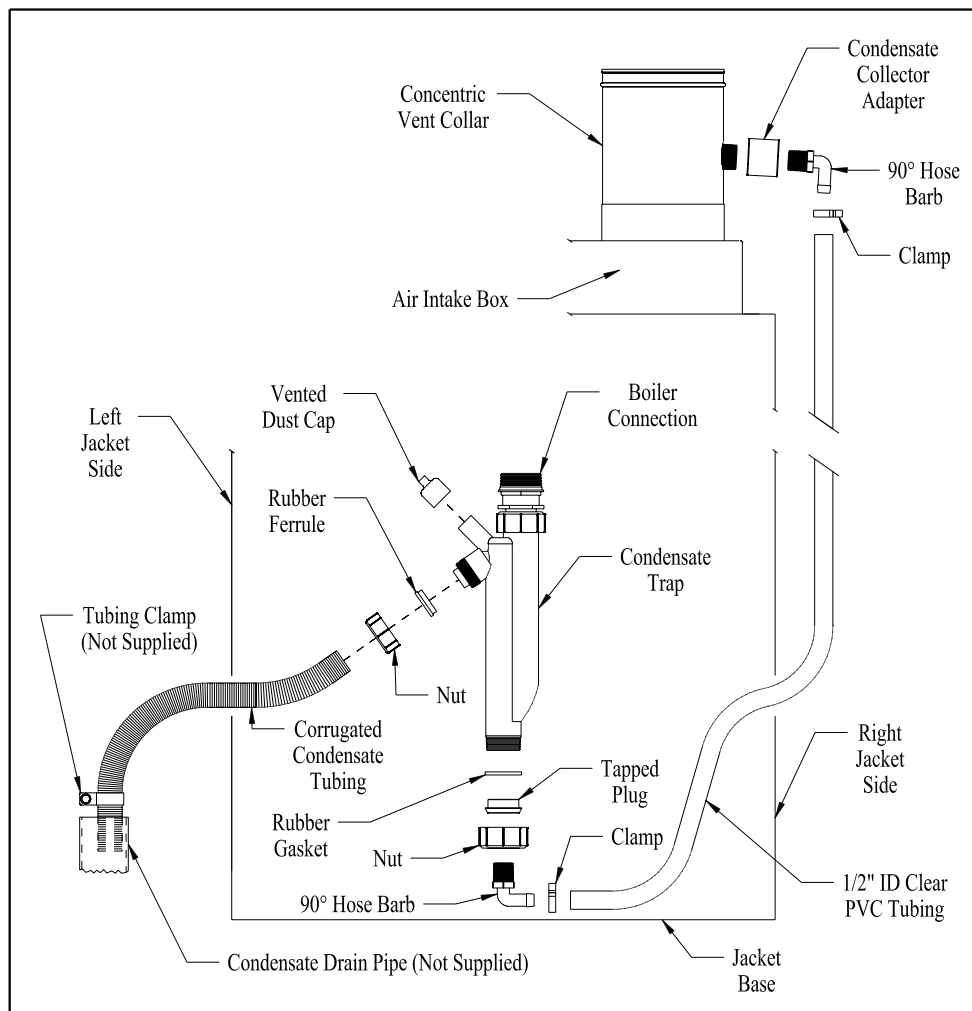 Condensate
Collector
Adapter
Concentric
Vent Collar
90° Hose
Barb
Clamp
Air Intake Box
Vented
Dust Cap
Boiler
Connection
Left
Jacket
Side
Rubber
Ferrule
Condensate
Trap
Tubing Clamp
(Not Supplied)
Nut
Corrugated
Condensate
Tubing
Right
Jacket
Side
Tapped
Plug
Rubber
Gasket
Clamp
Nut
1/2" ID Clear
PVC Tubing
90° Hose Barb
Condensate Drain Pipe (Not Supplied)
Jacket
Base